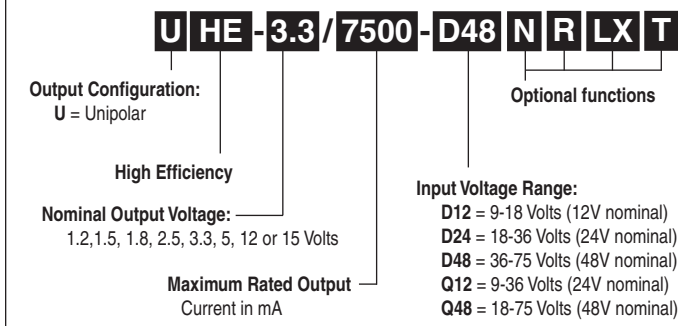 U HE - 3.3 / 7500 - D48 N R LX T
Output Configuration:
U = Unipolar
Optional functions
High Efficiency
Nominal Output Voltage:
1.2,1.5, 1.8, 2.5, 3.3, 5, 12 or 15 Volts
Maximum Rated Output
Current in mA
Input Voltage Range:
D12 = 9-18 Volts (12V nominal)
D24 = 18-36 Volts (24V nominal)
D48 = 36-75 Volts (48V nominal)
Q12 = 9-36 Volts (24V nominal)
Q48 = 18-75 Volts (48V nominal)